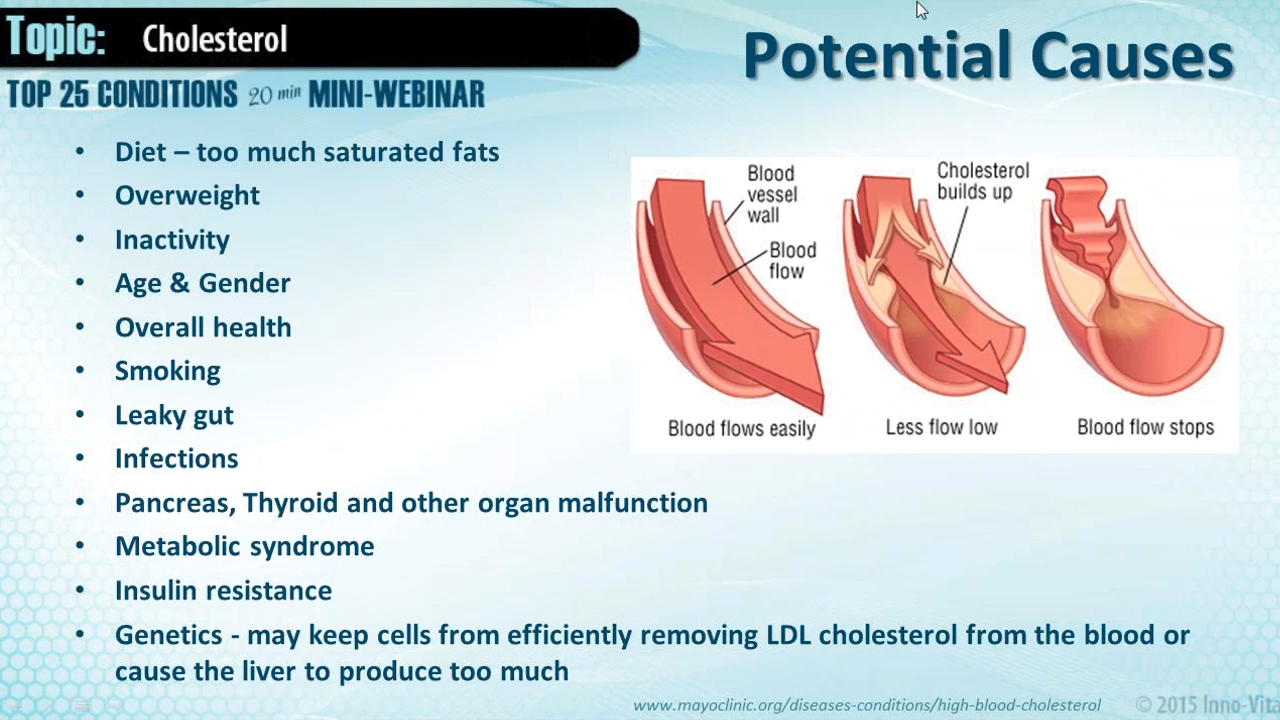 Topic: Cholesterol
TOP 25 CONDITIONS 20 min MINI-WEBINAR
Potential Causes
• Diet – too much saturated fats
• Overweight
• Inactivity
• Age & Gender
• Overall health
• Smoking
• Leaky gut
• Infections
• Pancreas, Thyroid and other organ malfunction
• Metabolic syndrome
• Insulin resistance
• Genetics - may keep cells from efficiently removing LDL cholesterol from the blood or
cause the liver to produce too much
Blood
vessel
wall
Blood
flow
Cholesterol
builds up
Blood flows easily
Less flow low
Blood flow stops
www.mayoclinic.org/diseases-conditions/high-blood-cholesterol
© 2015 Inno-Vita